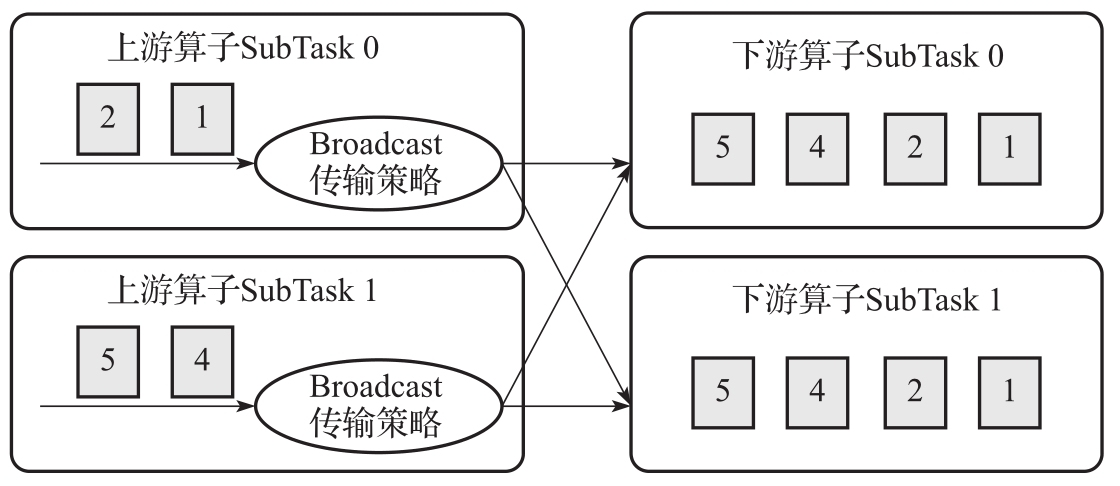 上游算子SubTask 0
2 1
Broadcast
传输策略
下游算子SubTask 0
5 4 2 1
上游算子SubTask 1
5 4
Broadcast
传输策略
下游算子SubTask 1
5 4 2 1